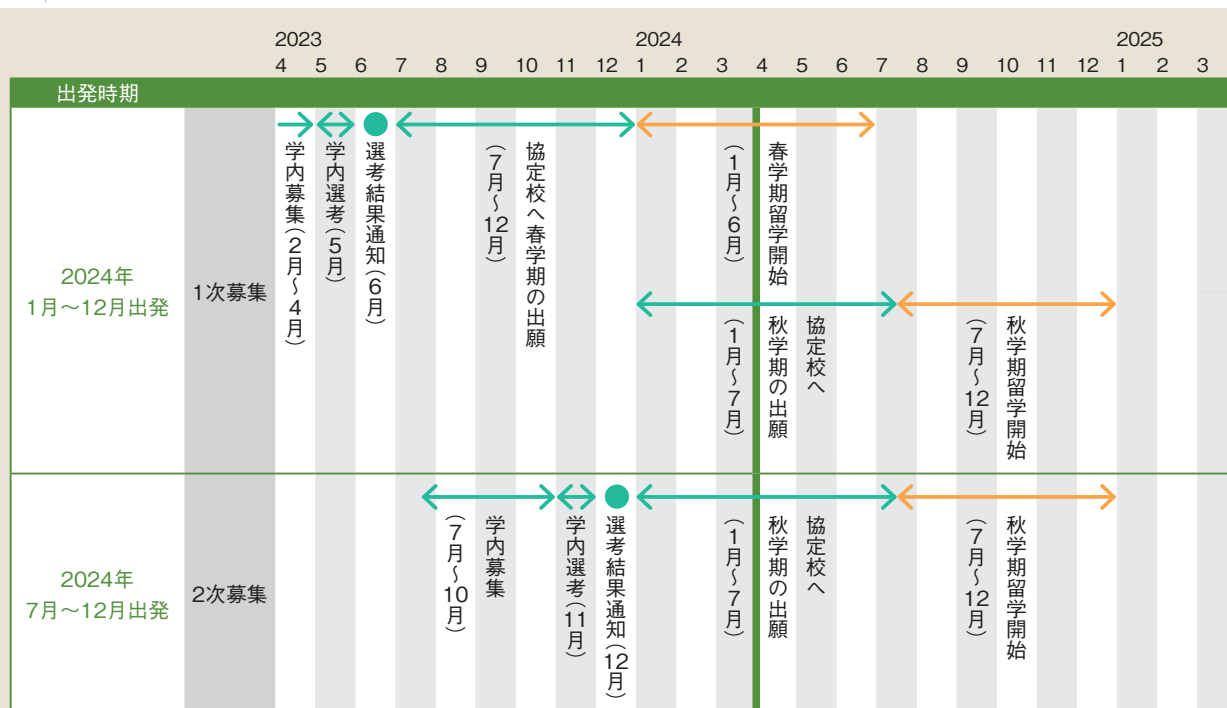 2023 2024 2025
4 5 6 7 8 9 10 11 12 1 2 3 4 5 6 7 8 9 10 11 12 1 2 3
出発時期
2024年
1月～12月出発
1次募集
学内募集（2月～4月）
学内選考（5月）
選考結果通知（6月）
協定校へ春学期の出願
（7月～12月）
春学期留学開始
（1月～6月）
協定校へ
秋学期の出願
（1月～7月）
秋学期留学開始
（7月～12月）
2024年
7月～12月出発
2次募集
学内募集
（7月～10月）
学内選考（11月）
選考結果通知（12月）
協定校へ
秋学期の出願
（1月～7月）
秋学期留学開始
（7月～12月）